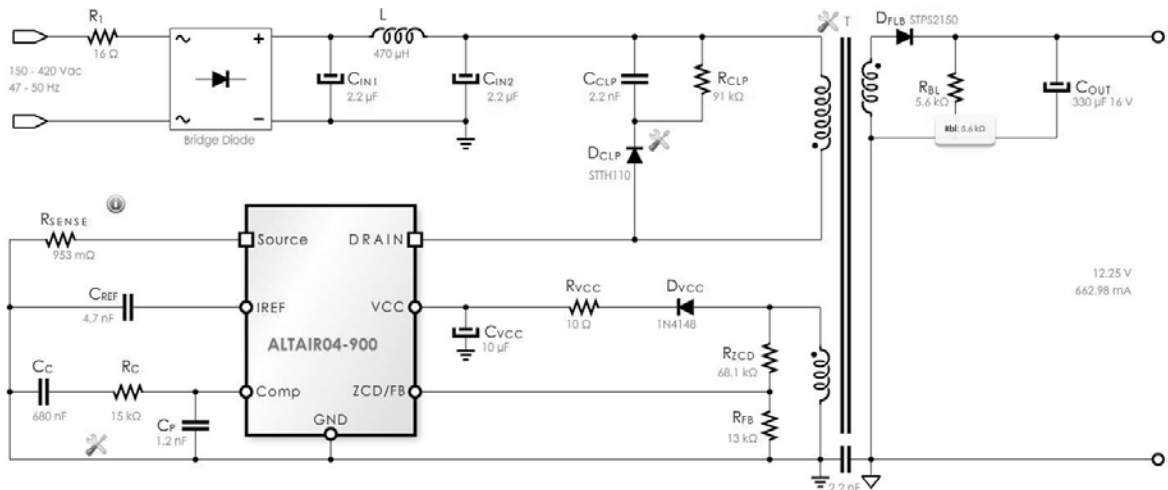 R1
16 Ω
150 - 420 Vac
47 - 50 Hz
~
~
+
−
Bridge Diode
L
470 µH
CIN1
2.2 µF
CIN2
2.2 µF
CCLP
2.2 nF
RCLP
91 kΩ
DCLP
STTH110
T
DFLB STPS2150
RBL
5.6 kΩ
Rbl: 5.6 kΩ
COUT
330 µF 16 V
RSENSE
953 mΩ
Source
DRAIN
CREF
4.7 nF
IREF
VCC
ALTAIR04-900
CC
680 nF
RC
15 kΩ
Comp
ZCD/FB
CP
1.2 nF
GND
RVCC
10 Ω
DVCC
1N4148
CVCC
10 µF
RZCD
68.1 kΩ
RFB
13 kΩ
2.2 nF
12.25 V
662.98 mA